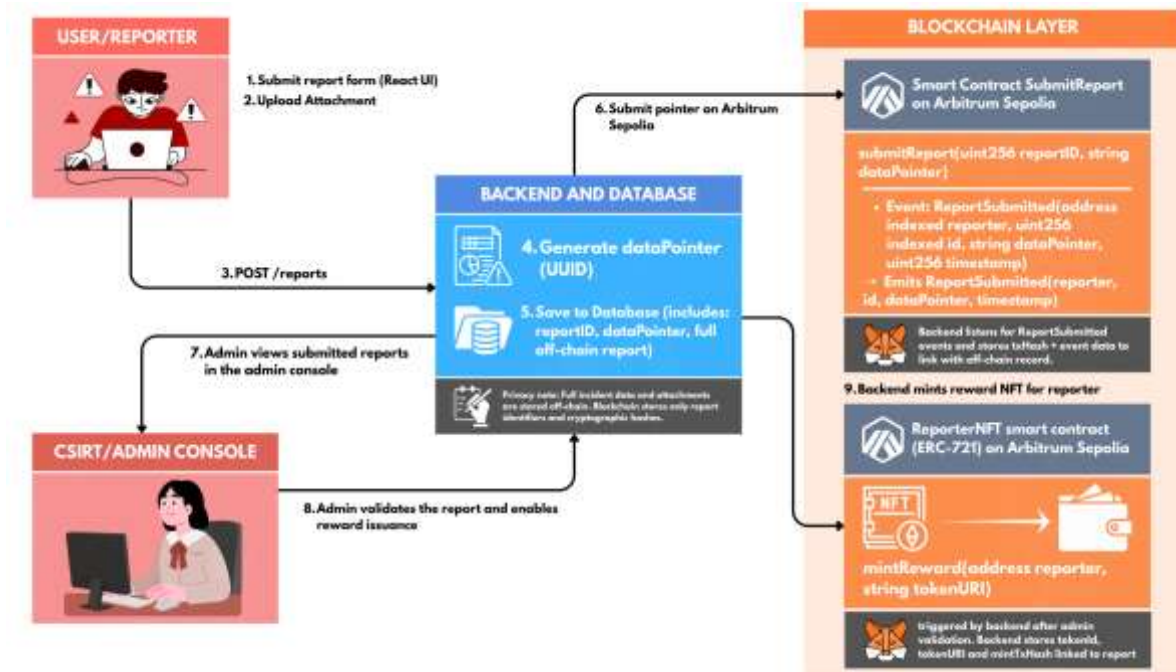 USER/REPORTER
1. Submit report form (React UI)
2. Upload Attachment
3. POST /reports
BACKEND AND DATABASE
4. Generate dataPointer
(UUID)
5. Save to Database (includes:
reportID, dataPointer, full
off-chain report)
Privacy note: Full incident data and attachments
are stored off-chain. Blockchain stores only report
identifiers and cryptographic hashes.
6. Submit pointer on Arbitrum
Sepolia
7. Admin views submitted reports
in the admin console
CSIRT/ADMIN CONSOLE
8. Admin validates the report and enables
reward issuance
BLOCKCHAIN LAYER
Smart Contract SubmitReport
on Arbitrum Sepolia
submitReport(uint256 reportID, string
dataPointer)
• Event: ReportSubmitted(address
indexed reporter, uint256
indexed id, string dataPointer,
uint256 timestamp)
→ Emits ReportSubmitted(reporter,
id, dataPointer, timestamp)
Backend listens for ReportSubmitted
events and stores txHash + event data to
link with off-chain record.
9. Backend mints reward NFT for reporter
ReporterNFT smart contract
(ERC-721) on Arbitrum Sepolia
NFT
mintReward(address reporter,
string tokenURI)
triggered by backend after admin
validation. Backend stores tokenId,
tokenURI and mintTxHash linked to report